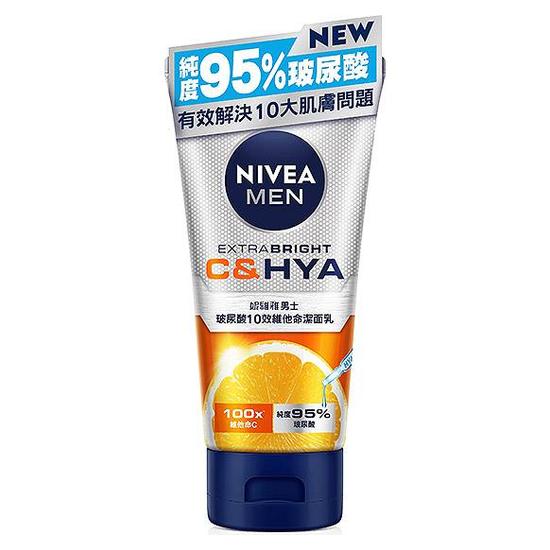 NEW
純度95%玻尿酸
有效解決10大肌膚問題
NIVEA
MEN
EXTRABRIGHT
C&HYA
妮維雅男士
玻尿酸10效維他命潔面乳
100x
維他命C
純度95%
玻尿酸